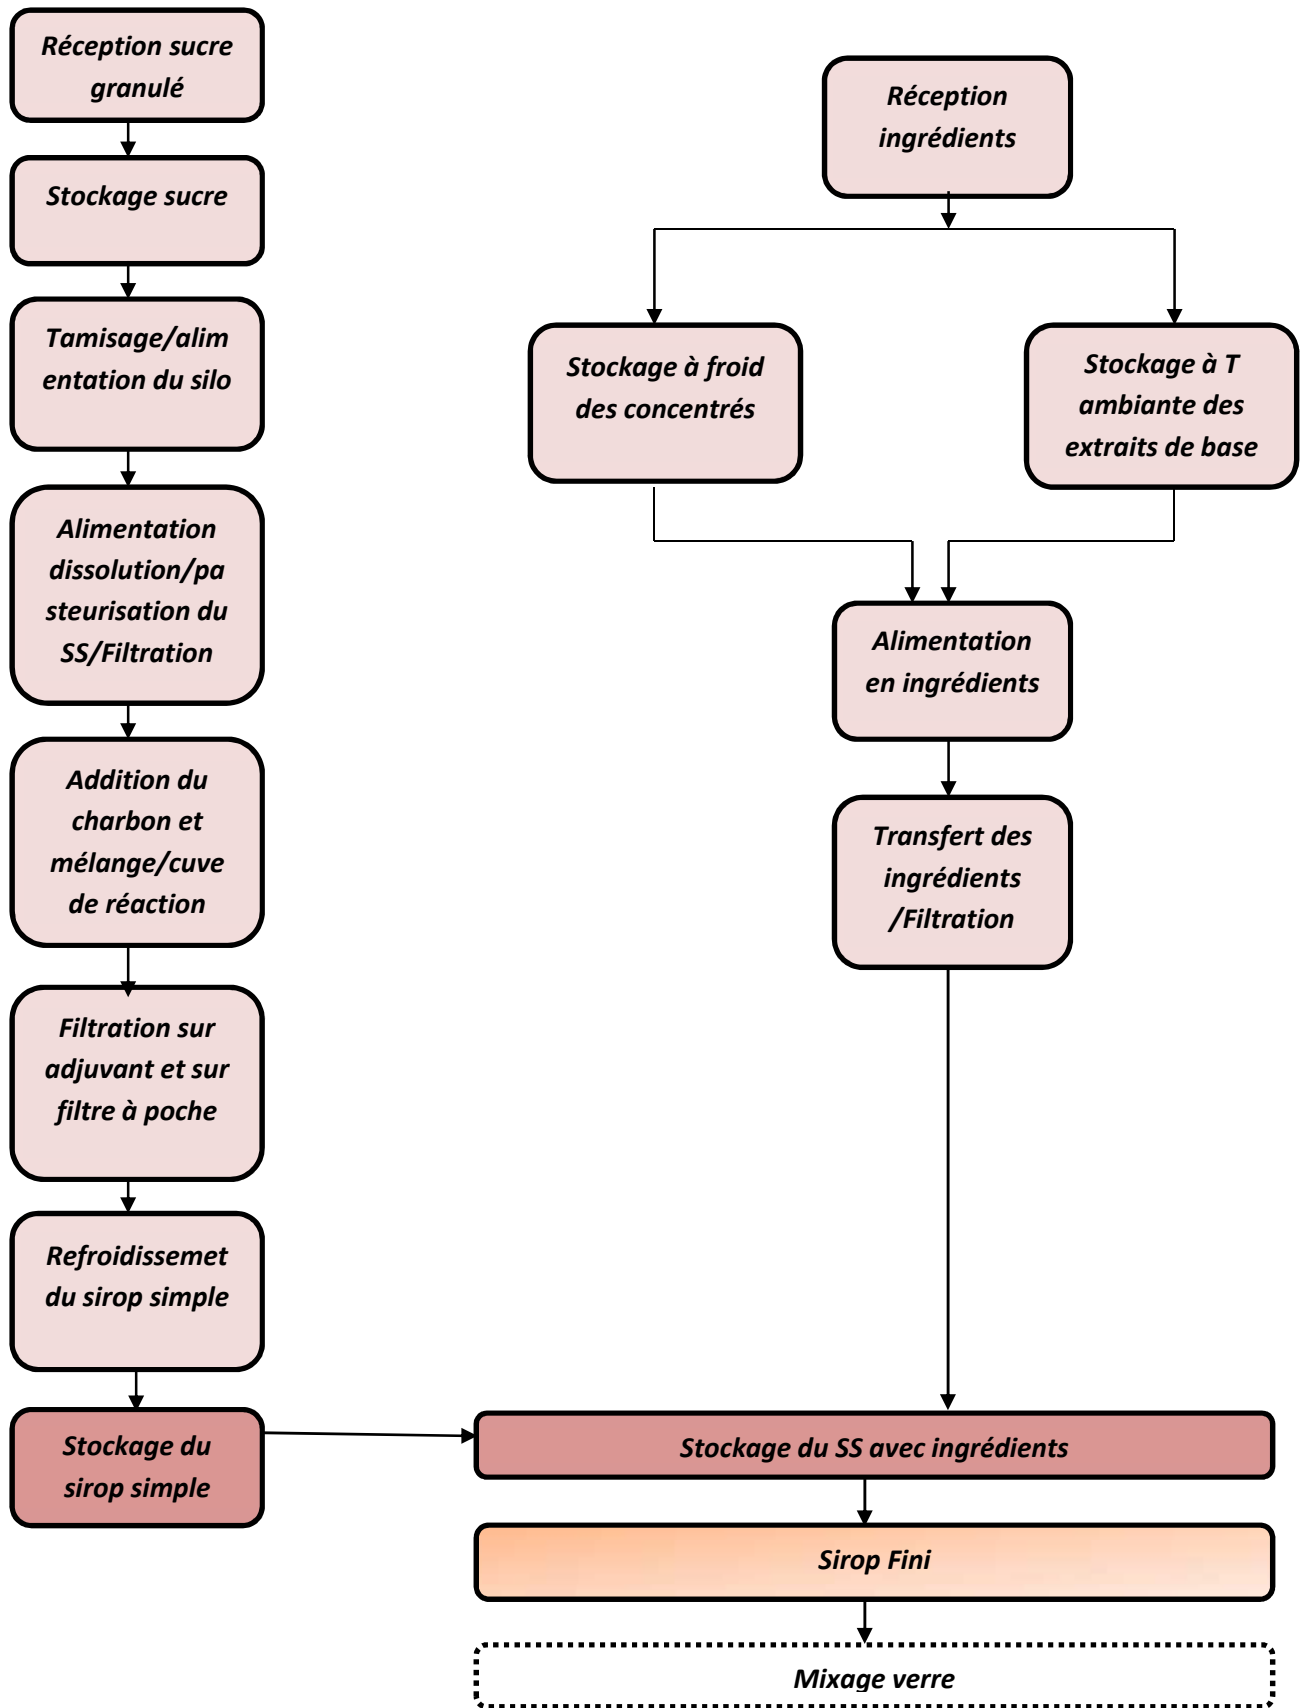 Réception sucre
granulé
Stockage sucre
Tamisage/alim
entation du silo
Alimentation
dissolution/pa
steurisation du
SS/Filtration
Addition du
charbon et
mélange/cuve
de réaction
Filtration sur
adjuvant et sur
filtre à poche
Refroidissemet
du sirop simple
Stockage du
sirop simple
Réception
ingrédients
Stockage à froid
des concentrés
Stockage à T
ambiante des
extraits de base
Alimentation
en ingrédients
Transfert des
ingrédients
/Filtration
Stockage du SS avec ingrédients
Sirop Fini
Mixage verre